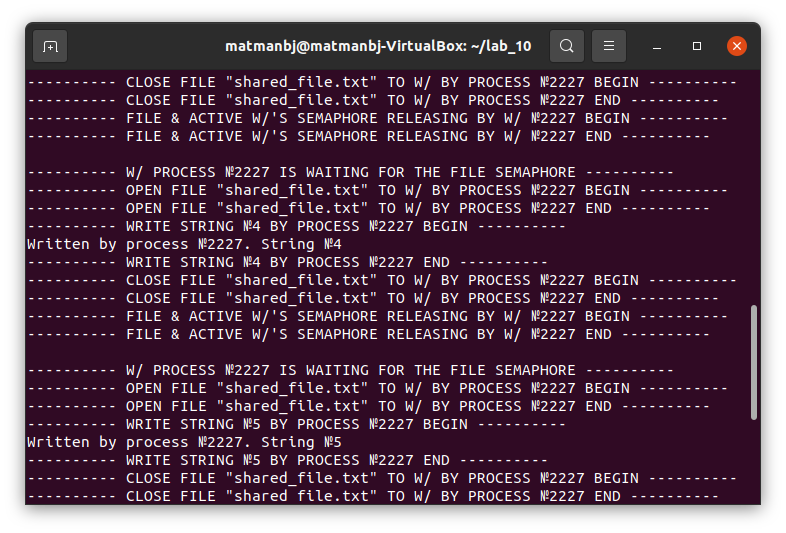 matmanbj@matmanbj-VirtualBox: ~/lab_10
---------- CLOSE FILE "shared_file.txt" TO W/ BY PROCESS №2227 BEGIN ----------
---------- CLOSE FILE "shared_file.txt" TO W/ BY PROCESS №2227 END ----------
---------- FILE & ACTIVE W/'S SEMAPHORE RELEASING BY W/ №2227 BEGIN ----------
---------- FILE & ACTIVE W/'S SEMAPHORE RELEASING BY W/ №2227 END ----------

---------- W/ PROCESS №2227 IS WAITING FOR THE FILE SEMAPHORE ----------
---------- OPEN FILE "shared_file.txt" TO W/ BY PROCESS №2227 BEGIN ----------
---------- OPEN FILE "shared_file.txt" TO W/ BY PROCESS №2227 END ----------
---------- WRITE STRING №4 BY PROCESS №2227 BEGIN ----------
Written by process №2227. String №4
---------- WRITE STRING №4 BY PROCESS №2227 END ----------
---------- CLOSE FILE "shared_file.txt" TO W/ BY PROCESS №2227 BEGIN ----------
---------- CLOSE FILE "shared_file.txt" TO W/ BY PROCESS №2227 END ----------
---------- FILE & ACTIVE W/'S SEMAPHORE RELEASING BY W/ №2227 BEGIN ----------
---------- FILE & ACTIVE W/'S SEMAPHORE RELEASING BY W/ №2227 END ----------

---------- W/ PROCESS №2227 IS WAITING FOR THE FILE SEMAPHORE ----------
---------- OPEN FILE "shared_file.txt" TO W/ BY PROCESS №2227 BEGIN ----------
---------- OPEN FILE "shared_file.txt" TO W/ BY PROCESS №2227 END ----------
---------- WRITE STRING №5 BY PROCESS №2227 BEGIN ----------
Written by process №2227. String №5
---------- WRITE STRING №5 BY PROCESS №2227 END ----------
---------- CLOSE FILE "shared_file.txt" TO W/ BY PROCESS №2227 BEGIN ----------
---------- CLOSE FILE "shared_file.txt" TO W/ BY PROCESS №2227 END ----------